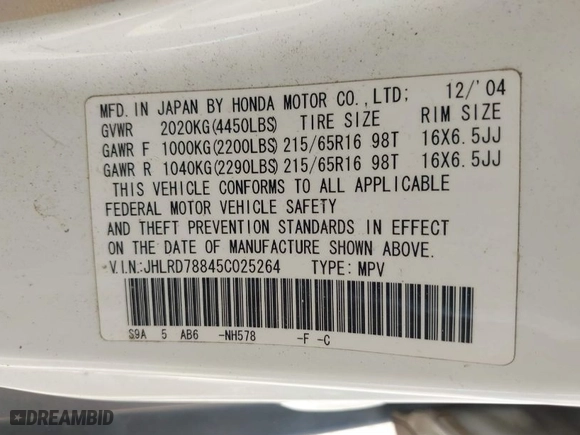 MFD. IN JAPAN BY HONDA MOTOR CO., LTD; 12/'04
GVWR 2020KG(4450LBS) TIRE SIZE RIM SIZE
GAWR F 1000KG(2200LBS) 215/65R16 98T 16X6.5JJ
GAWR R 1040KG(2290LBS) 215/65R16 98T 16X6.5JJ
THIS VEHICLE CONFORMS TO ALL APPLICABLE
FEDERAL MOTOR VEHICLE SAFETY
AND THEFT PREVENTION STANDARDS IN EFFECT
ON THE DATE OF MANUFACTURE SHOWN ABOVE.
V.I.N:JHLRD78845C025264 TYPE: MPV
S9A 5 AB6 -NH578 -F -C
DREAMBID